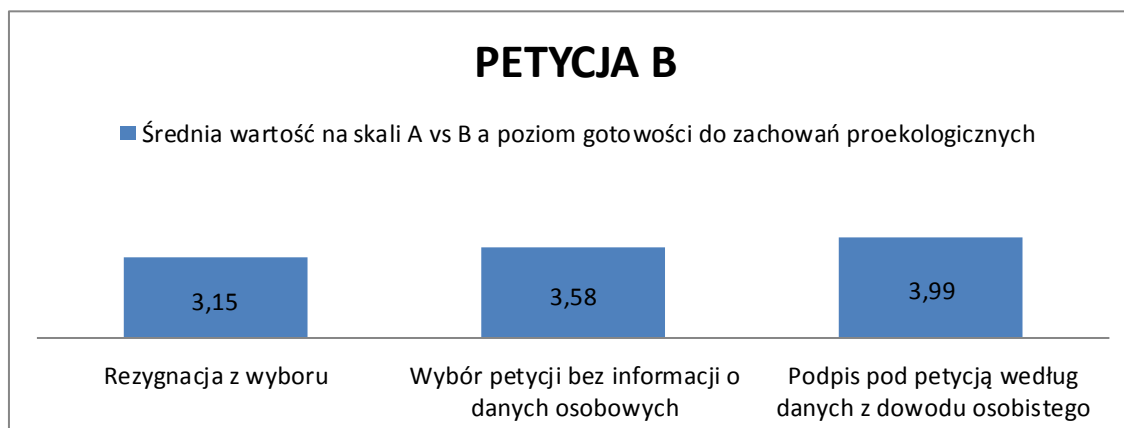 PETYCJA B
Średnia wartość na skali A vs B a poziom gotowości do zachowań proekologicznych
3,15
3,58
3,99
Rezygnacja z wyboru
Wybór petycji bez informacji o
danych osobowych
Podpis pod petycją według
danych z dowodu osobistego